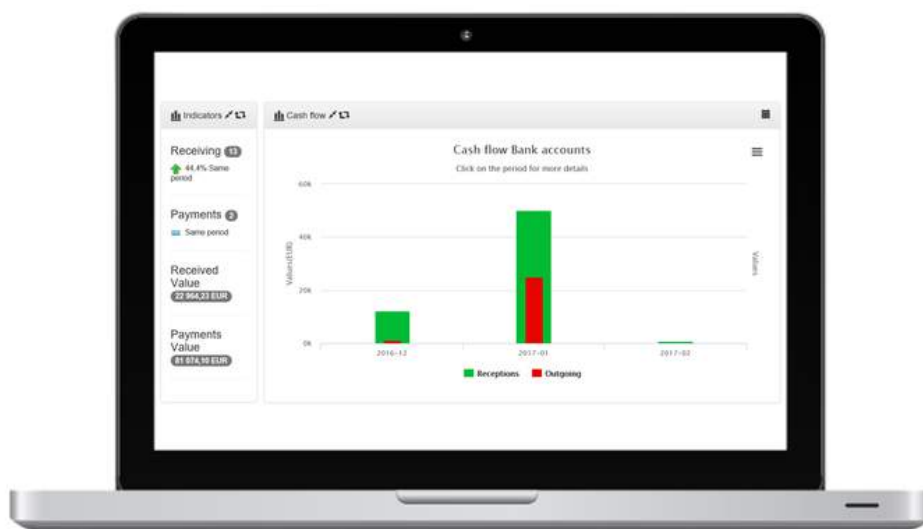 Indicators
Receiving 13
44,4% Same
period
Payments 2
Same period
Received
Value
22 964,23 EUR
Payments
Value
81 074,10 EUR
Cash flow
Cash flow Bank accounts
Click on the period for more details
Values(EUR)
60k
40k
20k
0k
2016-12
2017-01
2017-02
Values
Receptions
Outgoing